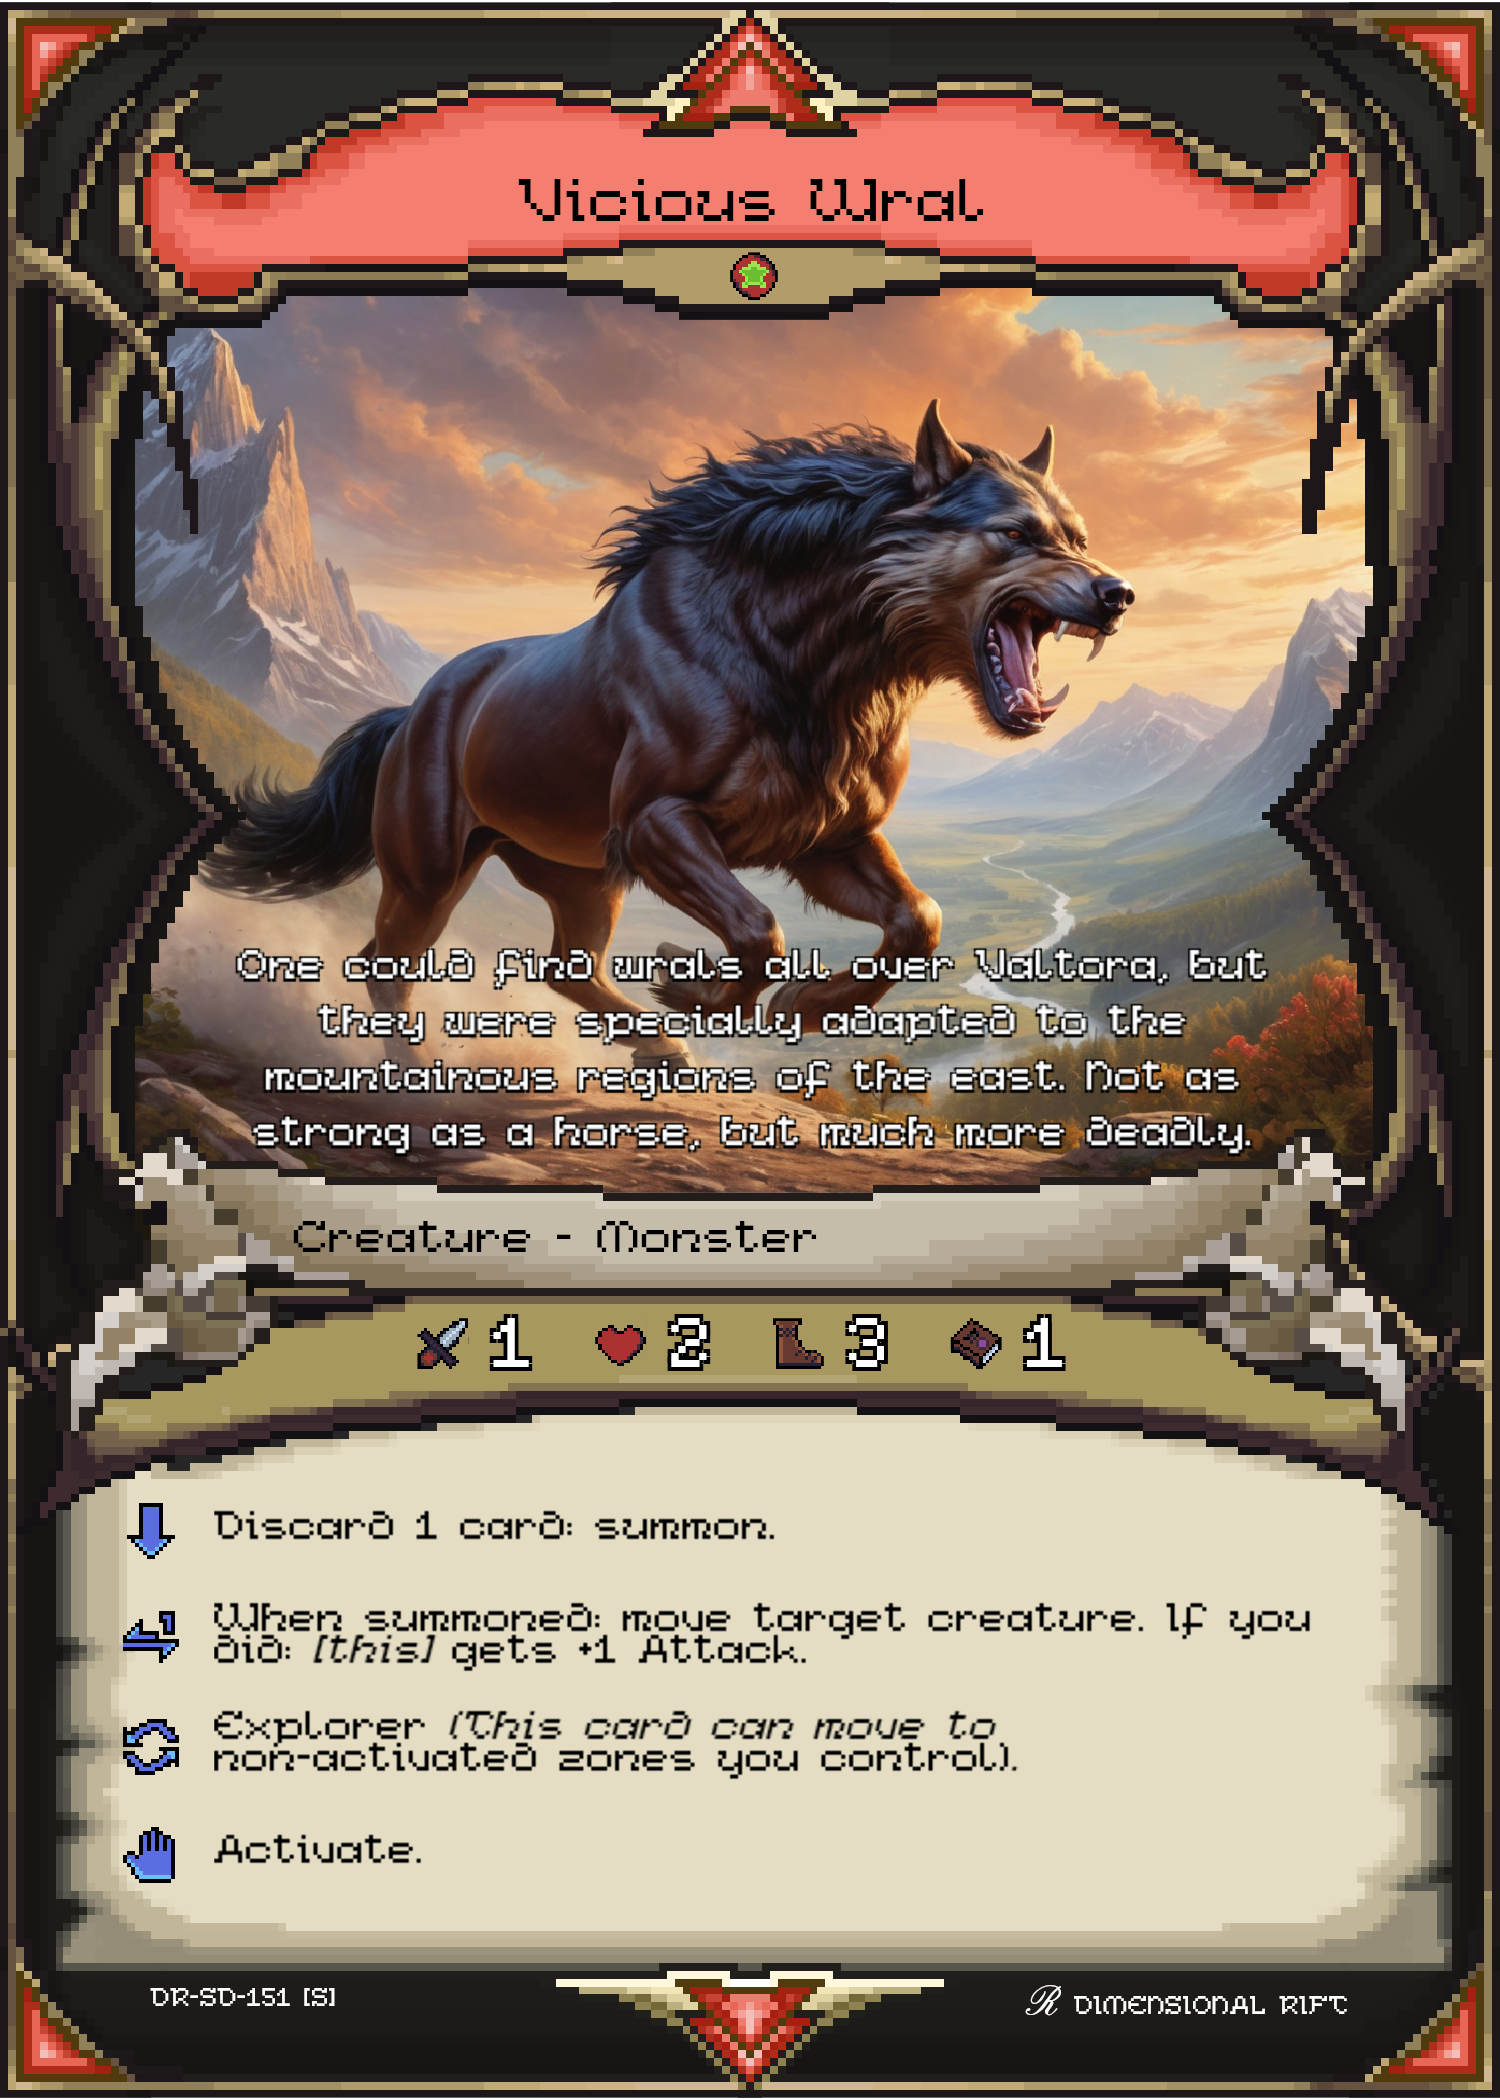 Vicious Wral
One could find wrals all over Valtora, but
they were specially adapted to the
mountainous regions of the east. Not as
strong as a horse, but much more deadly.
Creature - Monster
1 2 3 1
Discard 1 card: summon.
When summoned: move target creature. If you
did: [this] gets +1 Attack.
Explorer (This card can move to
non-activated zones you control).
Activate.
DR-SD-151 [S]
R DIMENSIONAL RIFT